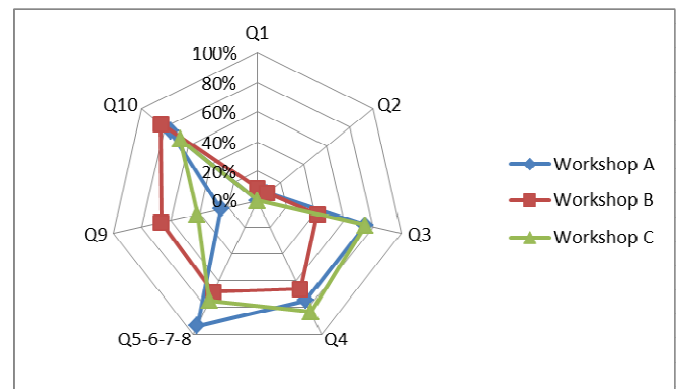 Q1
100%
80%
60%
40%
20%
0%
Q10
Q2
Q9
Q3
Q5-6-7-8
Q4
Workshop A
Workshop B
Workshop C